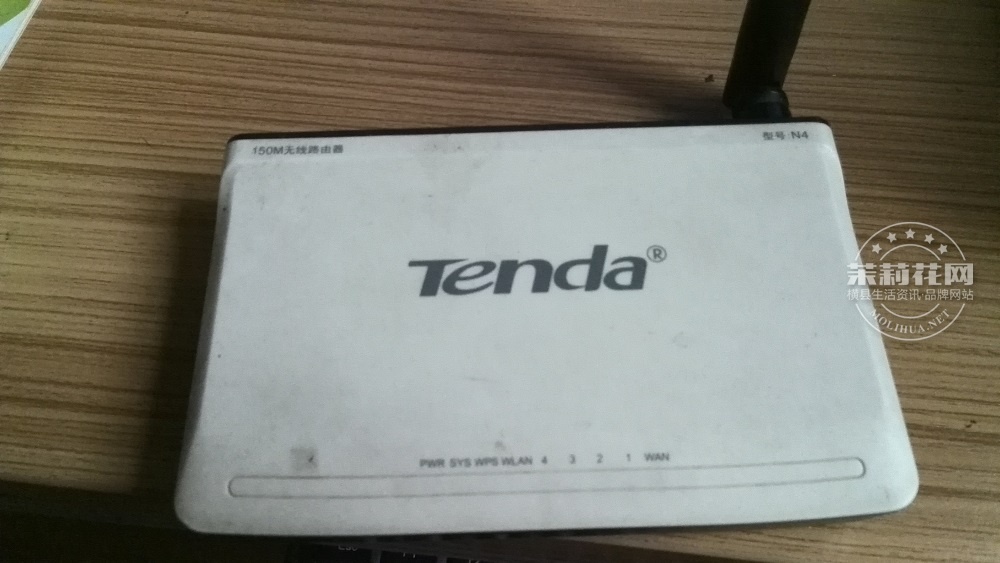 150M无线路由器
型号 N4
Tenda®
茉莉花网
横县生活资讯·品牌网站
MOLIHUA.NET
PWR SYS WPS WLAN 4 3 2 1 WAN